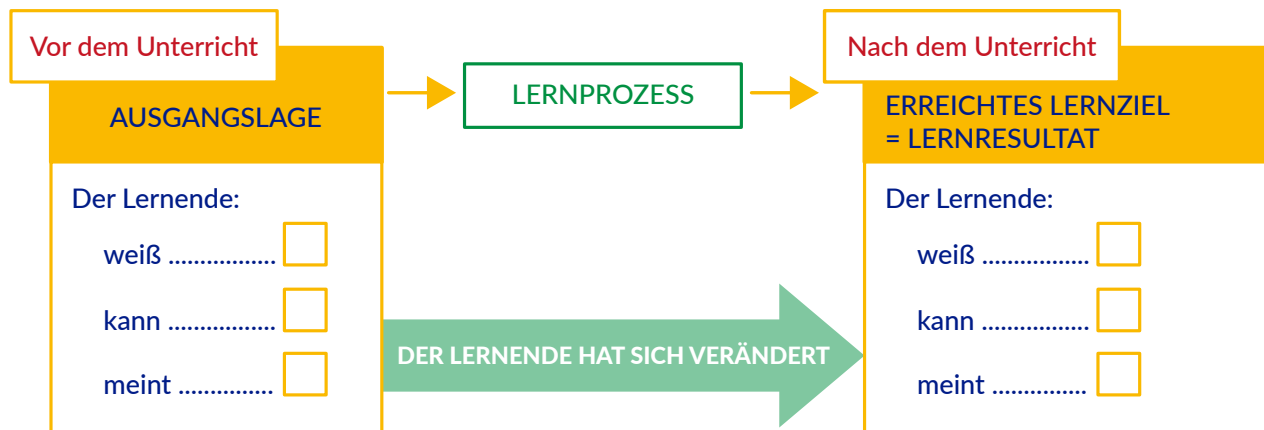 Vor dem Unterricht
AUSGANGSLAGE
Der Lernende:
weiß .................
kann .................
meint ...............
LERNPROZESS
DER LERNENDE HAT SICH VERÄNDERT
Nach dem Unterricht
ERREICHTES LERNZIEL
= LERNRESULTAT
Der Lernende:
weiß .................
kann .................
meint ...............